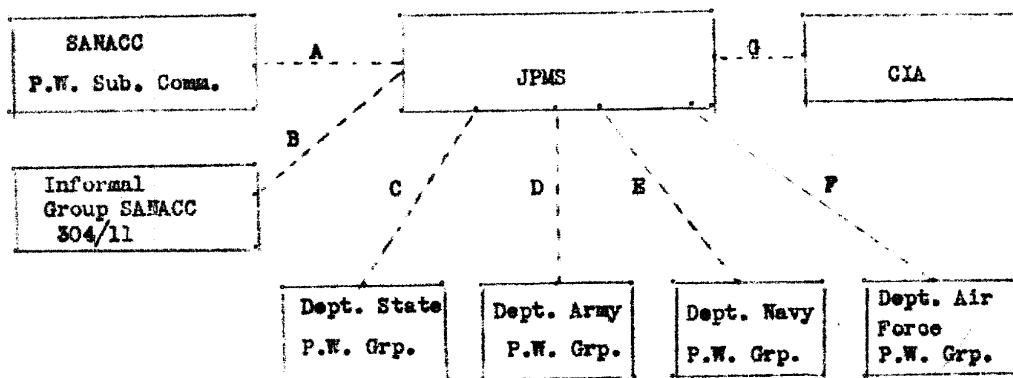 SANACC
P.W. Sub. Comm.
A
JPMS
G
CIA
B
Informal
Group SANACC
304/11
C
D
E
F
Dept. State
P.W. Grp.
Dept. Army
P.W. Grp.
Dept. Navy
P.W. Grp.
Dept. Air
Force
P.W. Grp.